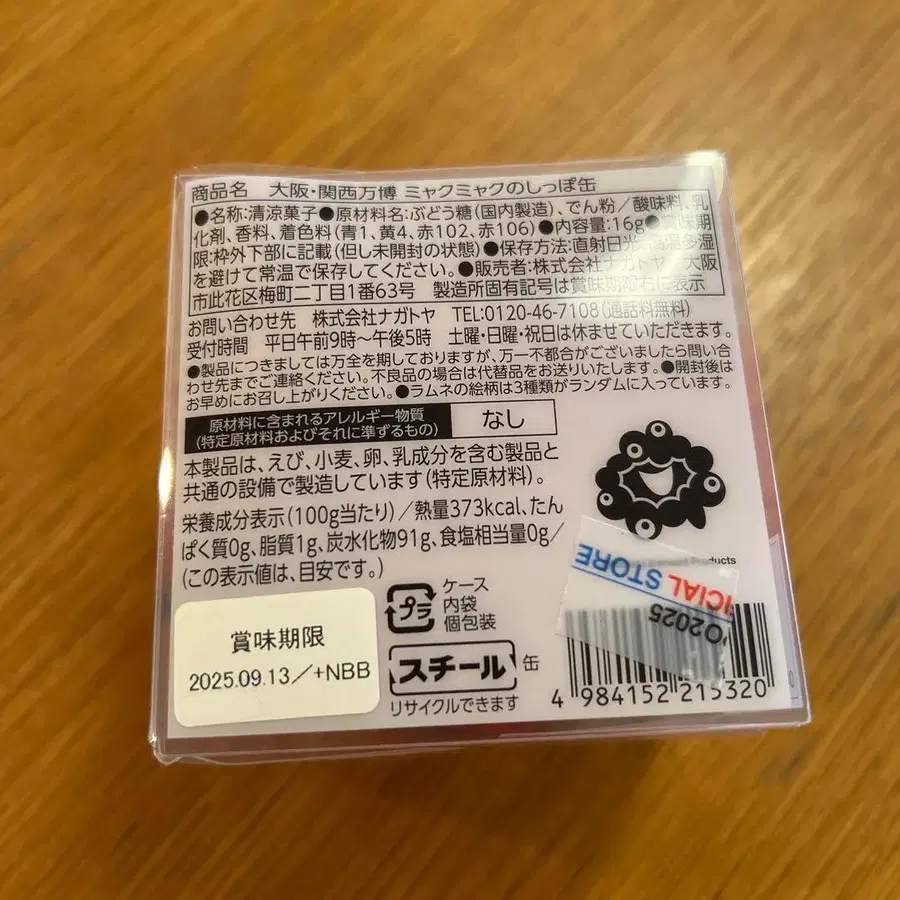 商品名 大阪・関西万博 ミャクミャクのしっぽ缶
●名称:清涼菓子●原材料名:ぶどう糖(国内製造)、でん粉/酸味料、乳
化剤、香料、着色料(青1、黄4、赤102、赤106)●内容量:16g●賞味期
限:枠外下部に記載(但し未開封の状態)●保存方法:直射日光、高温多湿
を避けて常温で保存してください。●販売者:株式会社ナガトヤ 大阪
市此花区梅町二丁目1番63号 製造所固有記号は賞味期限右に表示
お問い合わせ先 株式会社ナガトヤ TEL:0120-46-7108(通話料無料)
受付時間 平日午前9時〜午後5時 土曜・日曜・祝日は休ませていただきます。
●製品につきましては万全を期しておりますが、万一不都合がございましたら問い合
わせ先までご連絡ください。不良品の場合は代替品をお送りいたします。●開封後は
お早めにお召し上がりください。●ラムネの絵柄は3種類がランダムに入っています。
原材料に含まれるアレルギー物質
(特定原材料およびそれに準ずるもの)
なし
本製品は、えび、小麦、卵、乳成分を含む製品と
共通の設備で製造しています(特定原材料)。
栄養成分表示(100g当たり)/熱量373kcal、たん
ぱく質0g、脂質1g、炭水化物91g、食塩相当量0g/
(この表示値は、目安です。)
Products
ICIAL STORE
O2025
プラ
ケース
内袋
個包装
スチール 缶
リサイクルできます
賞味期限
2025.09.13/+NBB
4 984152 215320